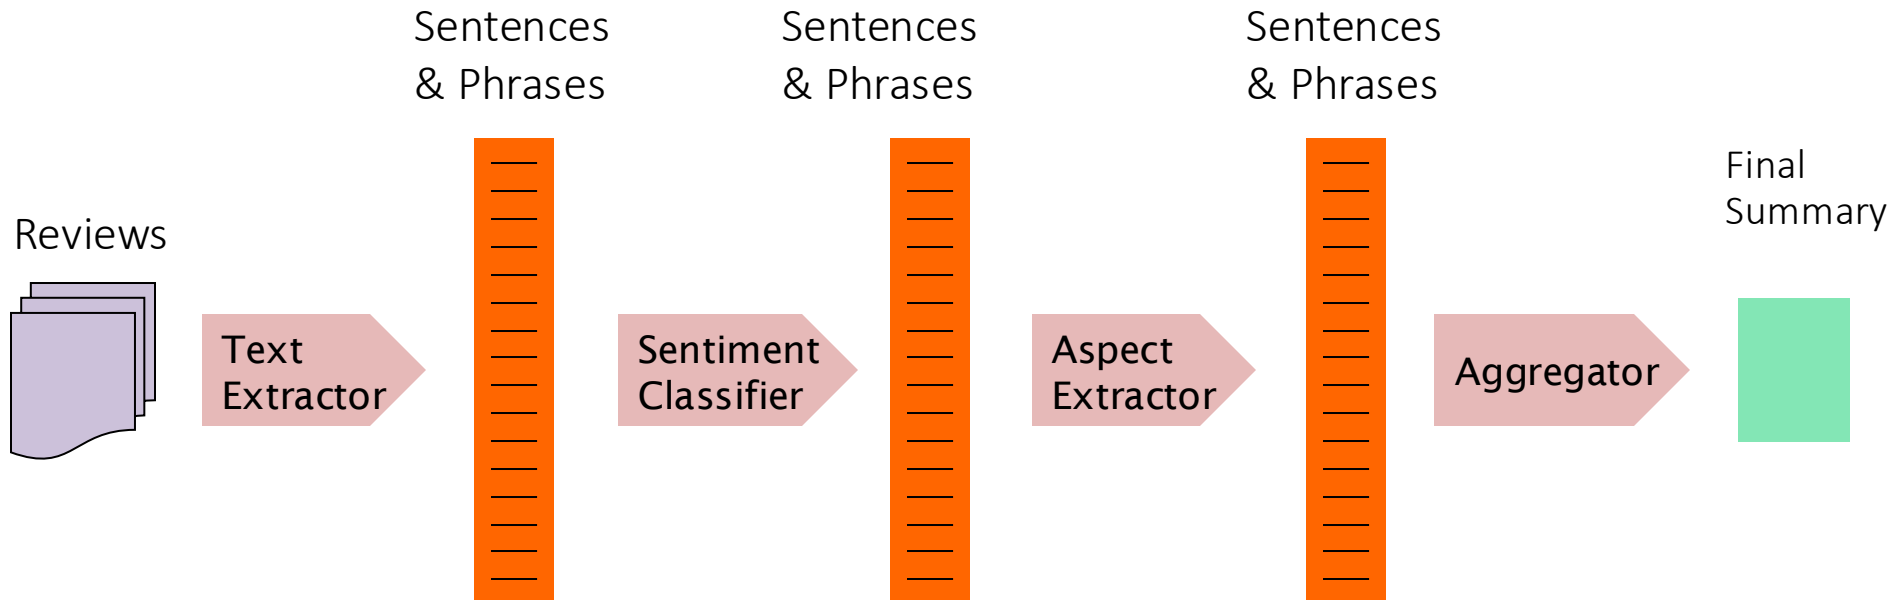 Sentences
& Phrases
Sentences
& Phrases
Sentences
& Phrases
Final
Summary
Reviews
Text
Extractor
Sentiment
Classifier
Aspect
Extractor
Aggregator